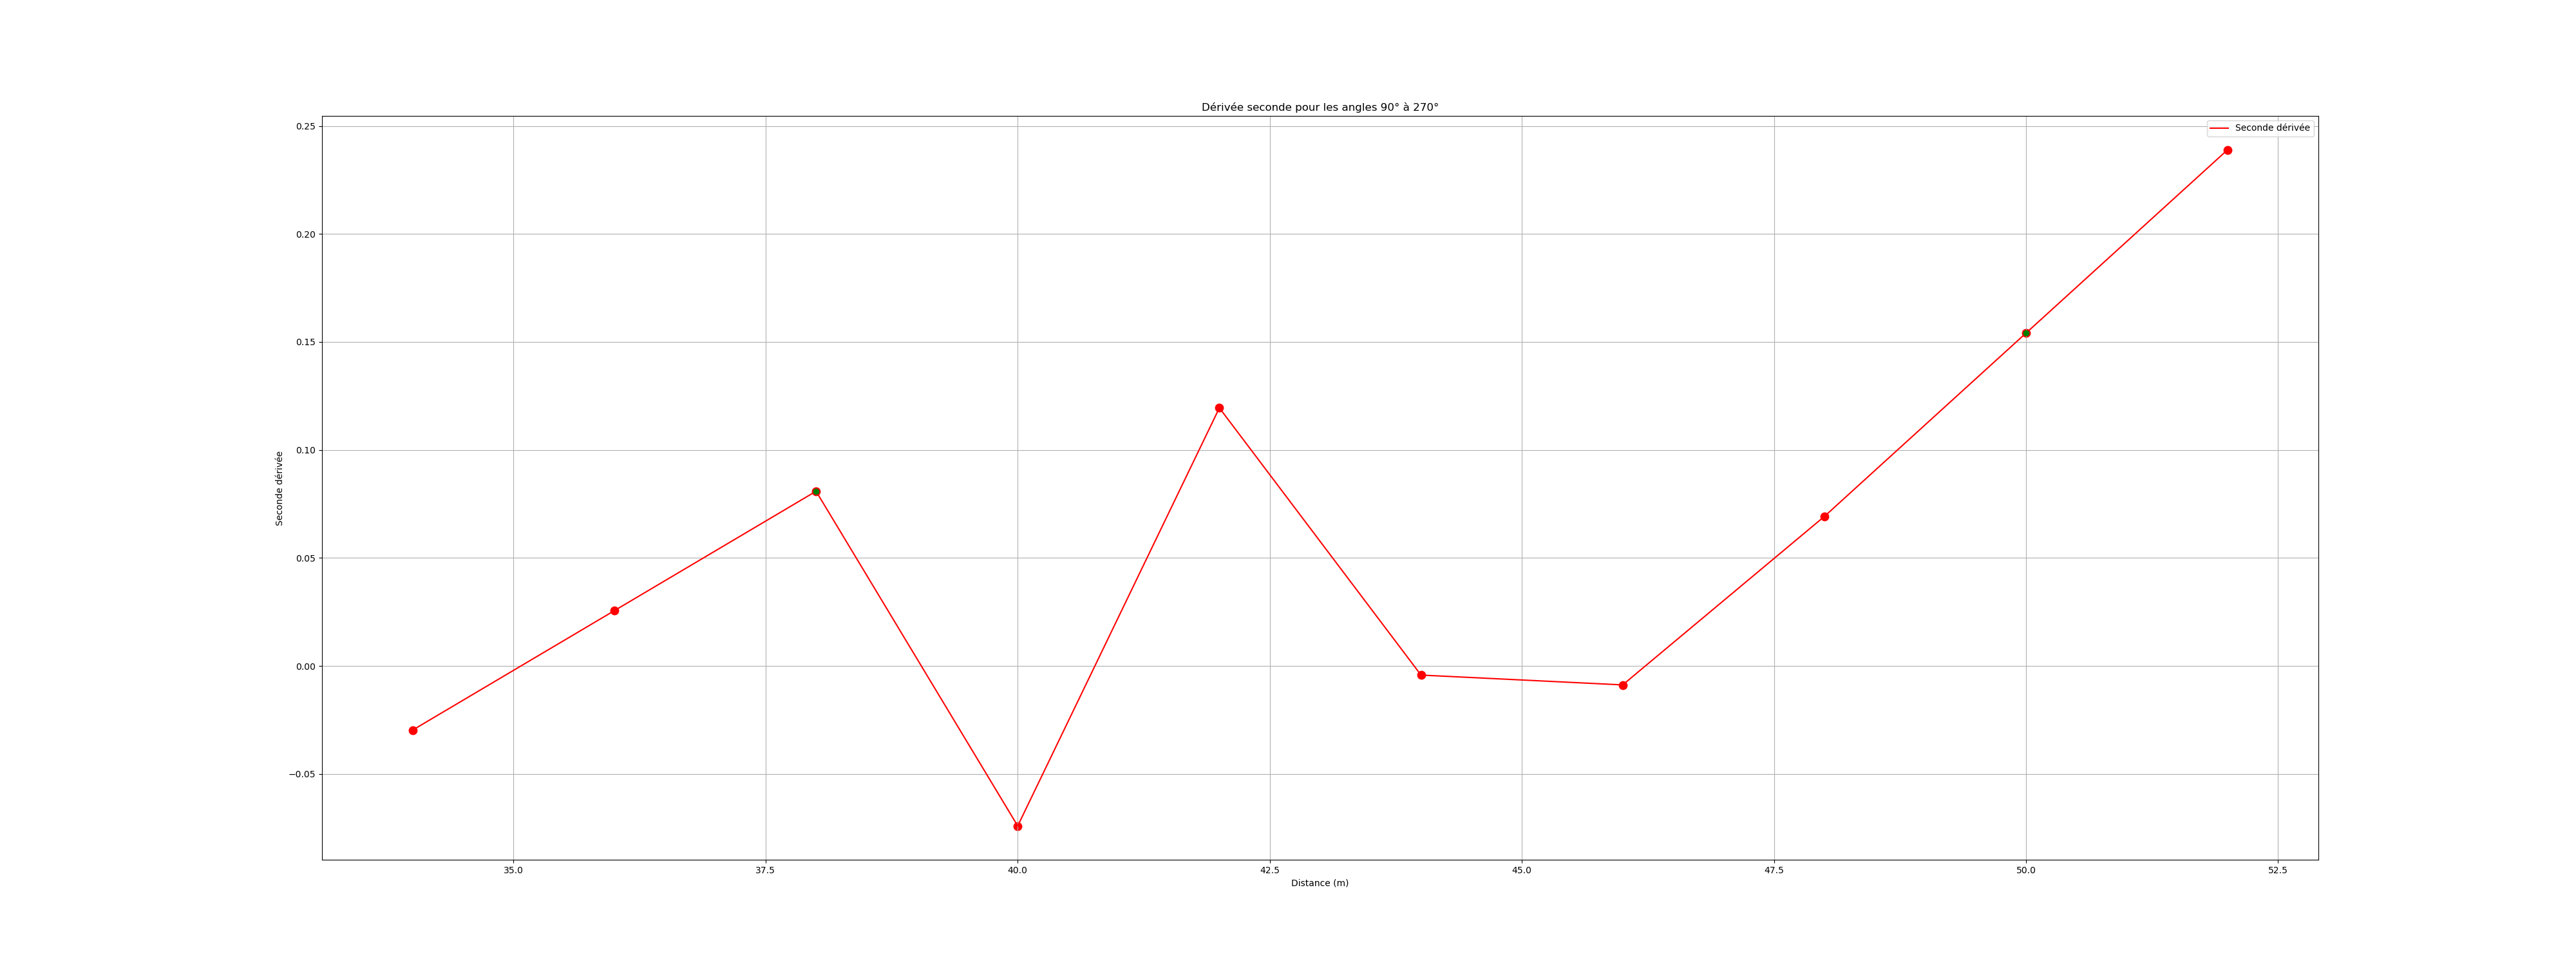 Dérivée seconde pour les angles 90° à 270°
Seconde dérivée
0.25
0.20
0.15
0.10
0.05
0.00
−0.05
Seconde dérivée
35.0 37.5 40.0 42.5 45.0 47.5 50.0 52.5
Distance (m)